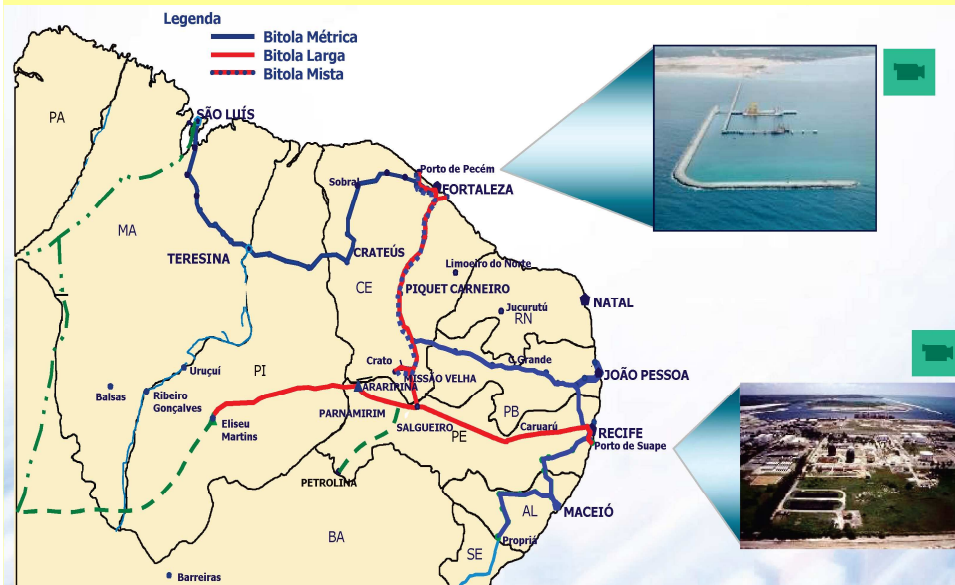 Legenda
Bitola Métrica
Bitola Larga
Bitola Mista
PA
SÃO LUÍS
Porto de Pecém
Sobral
FORTALEZA
MA
TERESINA
CRATEÚS
Limoeiro do Norte
CE
PIQUET CARNEIRO
NATAL
Jucurutú
RN
Crato
C.Grande
Uruçuí
PI
MISSÃO VELHA
JOÃO PESSOA
Balsas
Ribeiro
Gonçalves
ARARIPINA
PARNAMIRIM
PB
Eliseu
Martins
SALGUEIRO
PE
Caruarú
RECIFE
Porto de Suape
PETROLINA
AL
MACEIÓ
BA
Propriá
SE
Barreiras